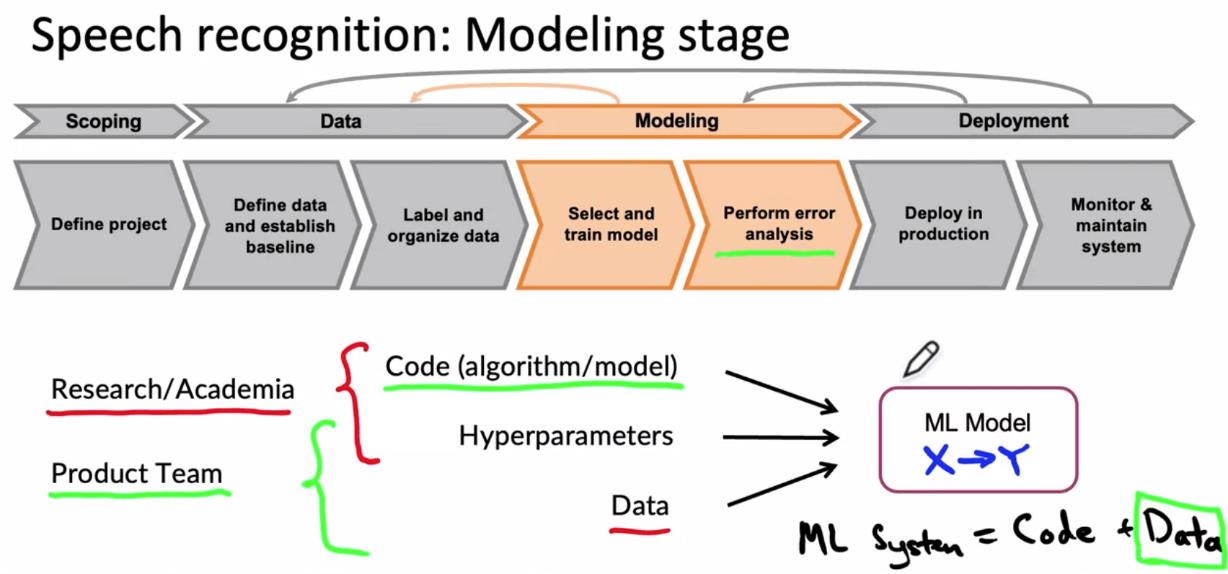 Speech recognition: Modeling stage
Scoping
Data
Modeling
Deployment
Define project
Define data
and establish
baseline
Label and
organize data
Select and
train model
Perform error
analysis
Deploy in
production
Monitor &
maintain
system
Research/Academia
Product Team
Code (algorithm/model)
Hyperparameters
Data
ML Model
X→Y
ML System = Code + Data